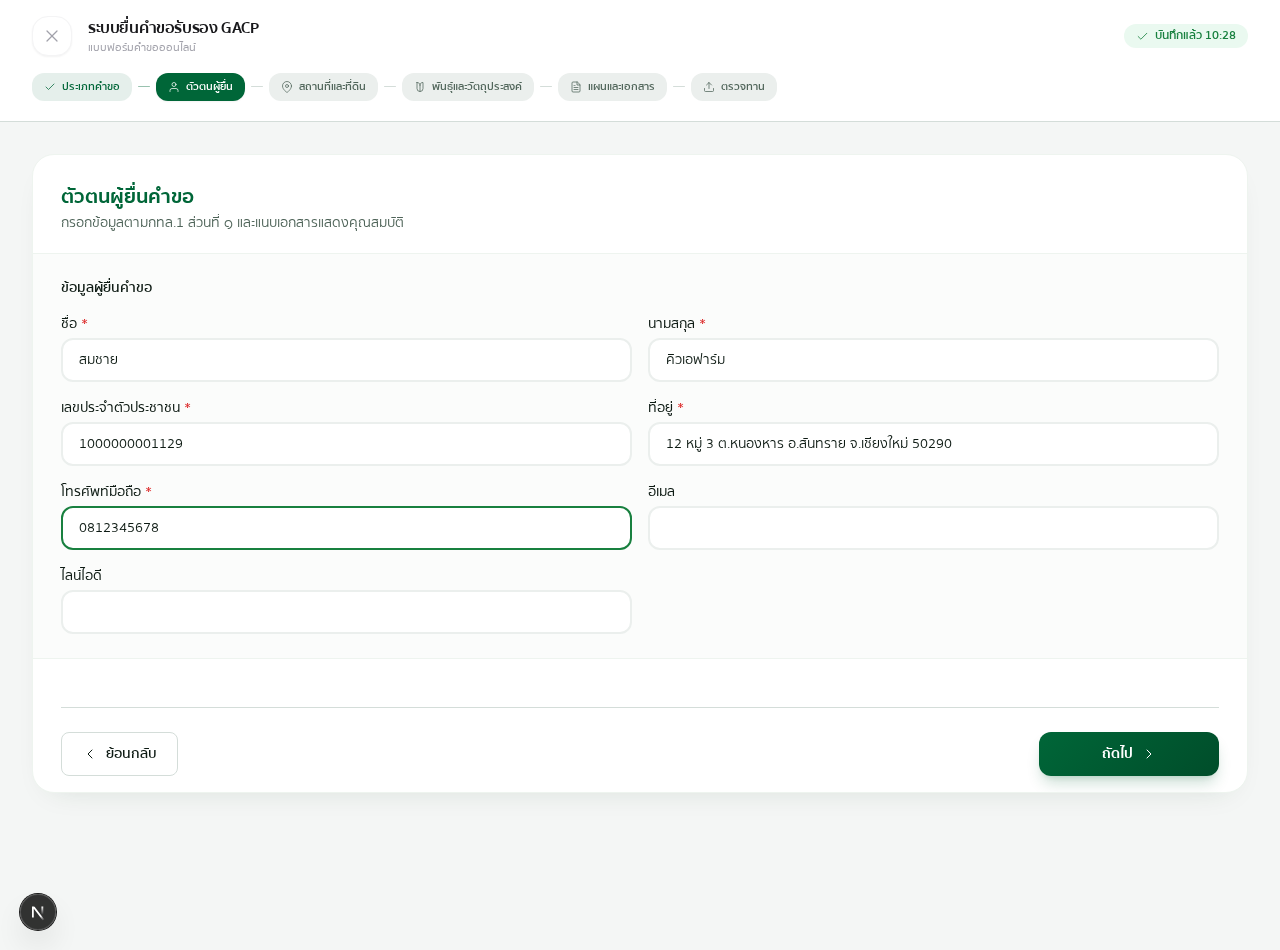 ระบบยื่นคำขอรับรอง GACP
แบบฟอร์มคำขอออนไลน์
บันทึกแล้ว 10:28
ประเภทคำขอ
ตัวตนผู้ยื่น
สถานที่และที่ดิน
พันธุ์และวัตถุประสงค์
แผนและเอกสาร
ตรวจทาน
ตัวตนผู้ยื่นคำขอ
กรอกข้อมูลตามกทล.1 ส่วนที่ ๑ และแนบเอกสารแสดงคุณสมบัติ
ข้อมูลผู้ยื่นคำขอ
ชื่อ *
นามสกุล *
สมชาย
คิวเอฟาร์ม
เลขประจำตัวประชาชน *
ที่อยู่ *
1000000001129
12 หมู่ 3 ต.หนองหาร อ.สันทราย จ.เชียงใหม่ 50290
โทรศัพท์มือถือ *
อีเมล
0812345678
ไลน์ไอดี
ย้อนกลับ
ถัดไป
N